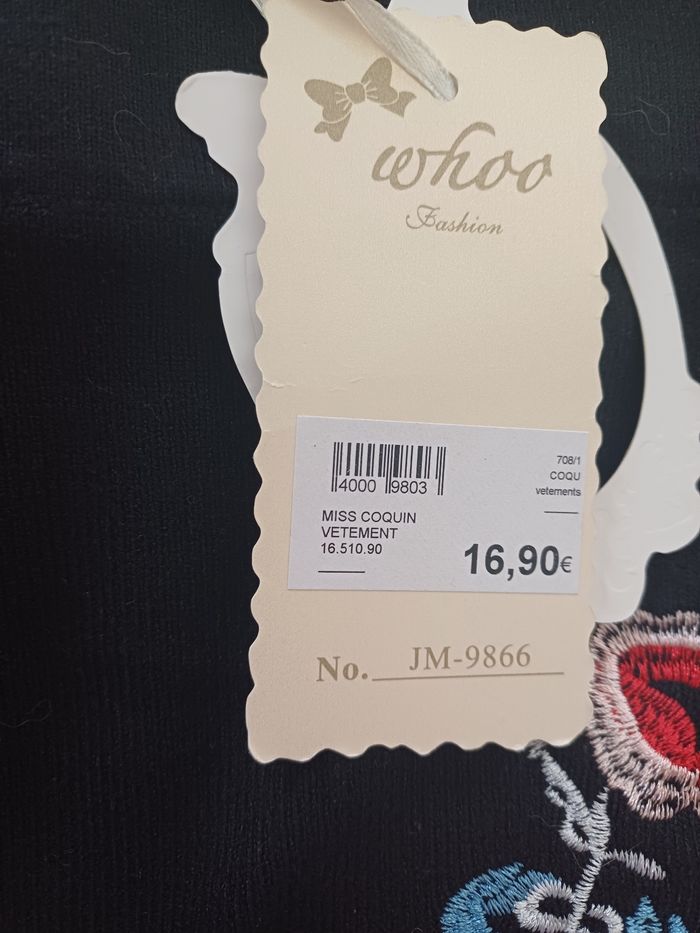 whoo
Fashion
4000 9803
708/1
COQU
vetements
MISS COQUIN
VETEMENT
16.510.90
16,90€
No. JM-9866